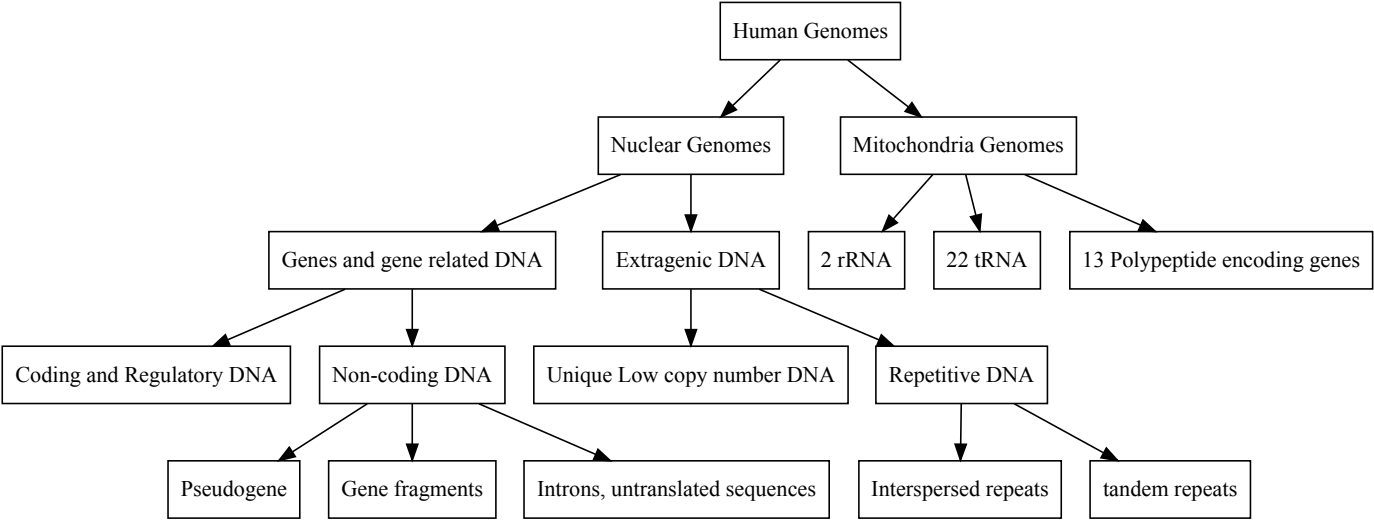 Human Genomes
Nuclear Genomes
Mitochondria Genomes
Genes and gene related DNA
Extragenic DNA
2 rRNA
22 tRNA
13 Polypeptide encoding genes
Coding and Regulatory DNA
Non-coding DNA
Unique Low copy number DNA
Repetitive DNA
Pseudogene
Gene fragments
Introns, untranslated sequences
Interspersed repeats
tandem repeats